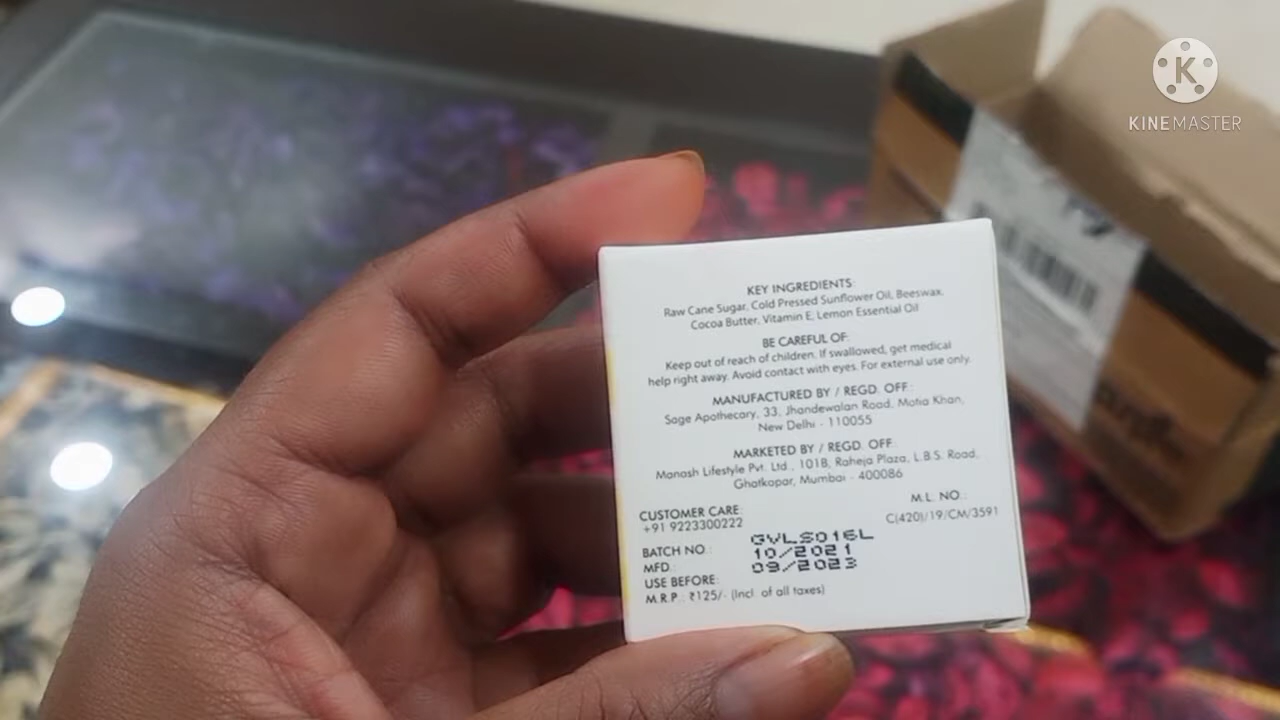 K
KINEMASTER
KEY INGREDIENTS:
Raw Cane Sugar, Cold Pressed Sunflower Oil, Beeswax,
Cocoa Butter, Vitamin E, Lemon Essential Oil
BE CAREFUL OF:
Keep out of reach of children. If swallowed, get medical
help right away. Avoid contact with eyes. For external use only.
MANUFACTURED BY / REGD. OFF.:
Sage Apothecary, 33, Jhandewalan Road, Motia Khan,
New Delhi - 110055
MARKETED BY / REGD. OFF.
Manash Lifestyle Pvt. Ltd., 101B, Raheja Plaza, L.B.S. Road,
Ghatkopar, Mumbai - 400086
CUSTOMER CARE:
+91 9223300222
M.L. NO.:
C(420)/19/CM/3591
BATCH NO.: GVLS016L
MFD.: 10/2021
USE BEFORE: 09/2023
M.R.P.: ₹125/- (Incl. of all taxes)